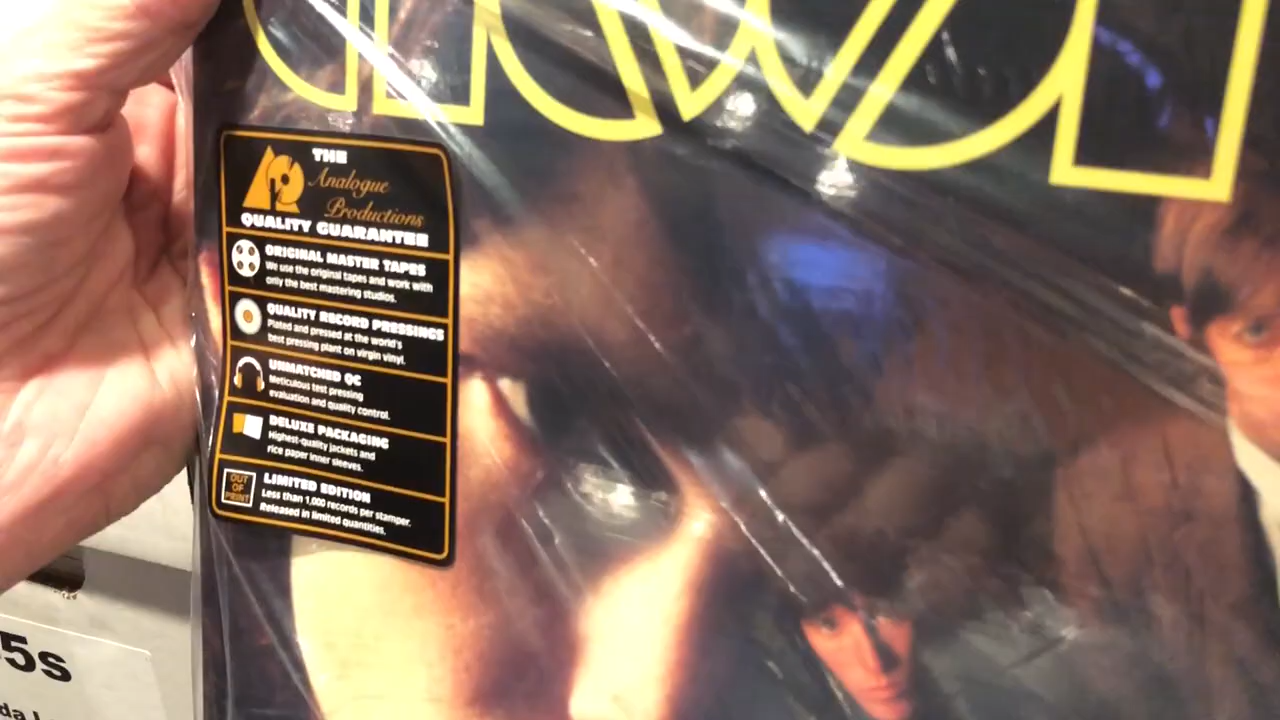 THE
AP
Analogue
Productions
QUALITY GUARANTEE
ORIGINAL MASTER TAPES
We use the original tapes and work with
only the best mastering studios.
QUALITY RECORD PRESSINGS
Plated and pressed at the world's
best pressing plant on virgin vinyl.
UNMATCHED QC
Meticulous test pressing
evaluation and quality control.
DELUXE PACKAGING
Highest-quality jackets and
rice paper inner sleeves.
OUT
OF
PRINT
LIMITED EDITION
Less than 1,000 records per stamper.
Released in limited quantities.
5s